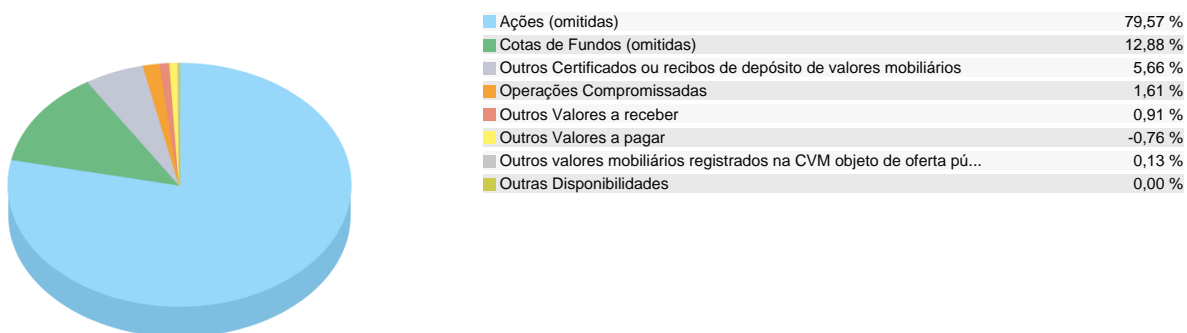 Ações (omitidas) 79,57 %
Cotas de Fundos (omitidas) 12,88 %
Outros Certificados ou recibos de depósito de valores mobiliários 5,66 %
Operações Compromissadas 1,61 %
Outros Valores a receber 0,91 %
Outros Valores a pagar -0,76 %
Outros valores mobiliários registrados na CVM objeto de oferta pú... 0,13 %
Outras Disponibilidades 0,00 %